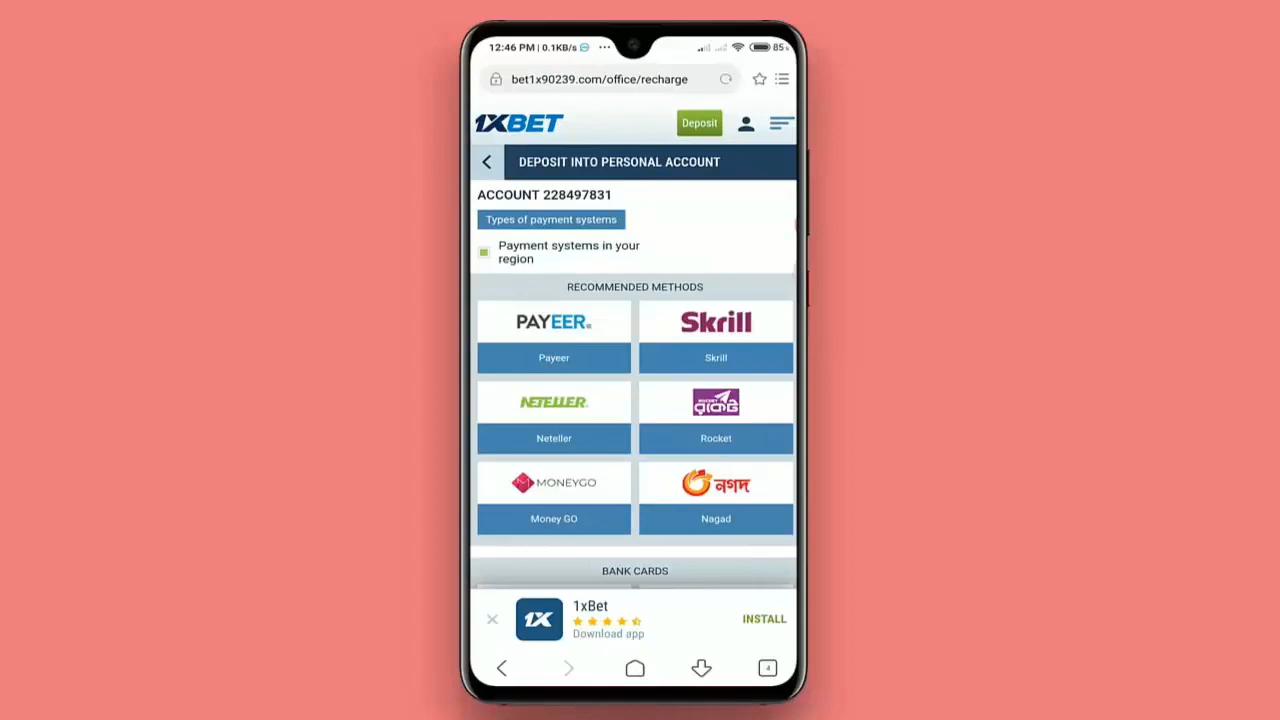 12:46 PM | 0.1KB/s ... 85%
bet1x90239.com/office/recharge
1XBET Deposit
DEPOSIT INTO PERSONAL ACCOUNT
ACCOUNT 228497831
Types of payment systems
Payment systems in your
region
RECOMMENDED METHODS
PAYEER Skrill
Payeer Skrill
NETELLER রকেট
Neteller Rocket
MONEYGO নগদ
Money GO Nagad
BANK CARDS
1xBet
1X INSTALL
Download app
4